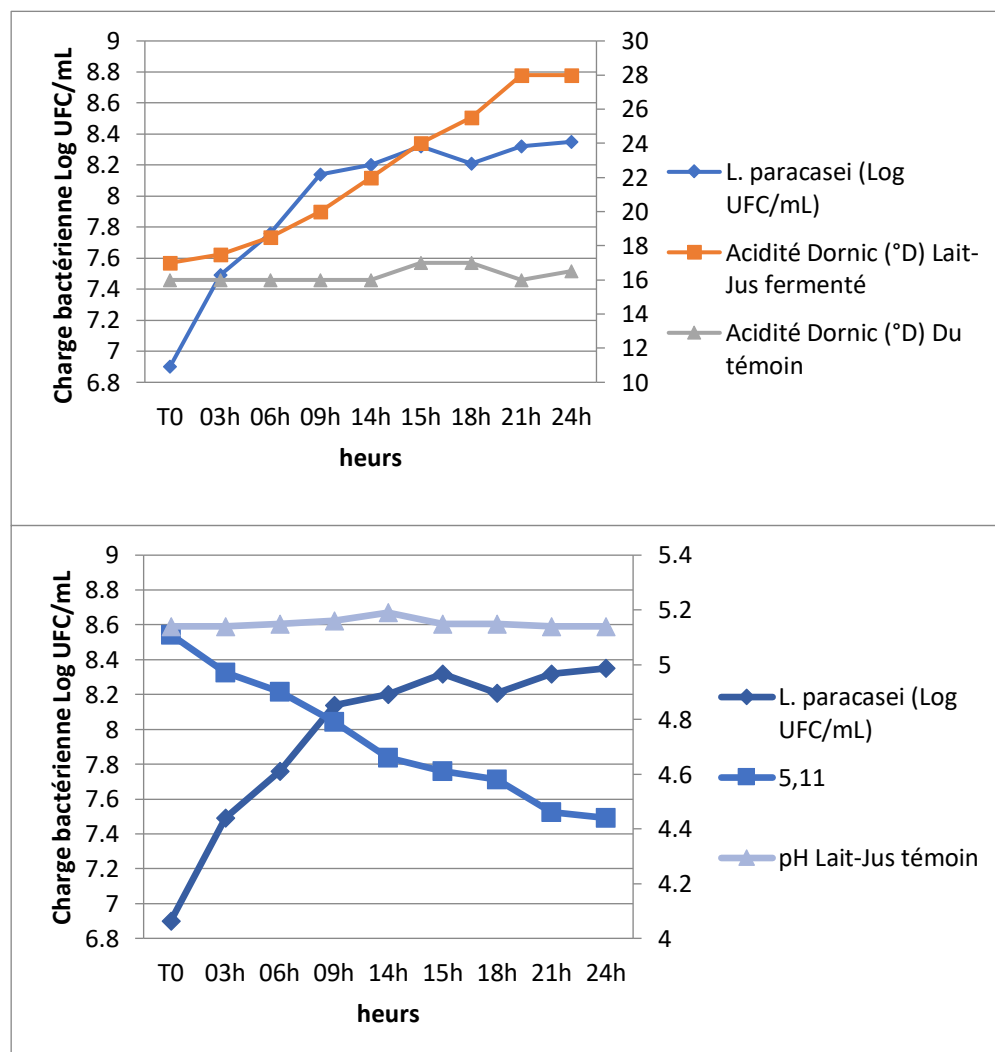 Charge bactérienne Log UFC/mL
9
8.8
8.6
8.4
8.2
8
7.8
7.6
7.4
7.2
7
6.8
30
28
26
24
22
20
18
16
14
12
10
T0 03h 06h 09h 14h 15h 18h 21h 24h
heurs
L. paracasei (Log
UFC/mL)
Acidité Dornic (°D) Lait-
Jus fermenté
Acidité Dornic (°D) Du
témoin
Charge bactérienne Log UFC/mL
9
8.8
8.6
8.4
8.2
8
7.8
7.6
7.4
7.2
7
6.8
5.4
5.2
5
4.8
4.6
4.4
4.2
4
T0 03h 06h 09h 14h 15h 18h 21h 24h
heurs
L. paracasei (Log
UFC/mL)
5,11
pH Lait-Jus témoin